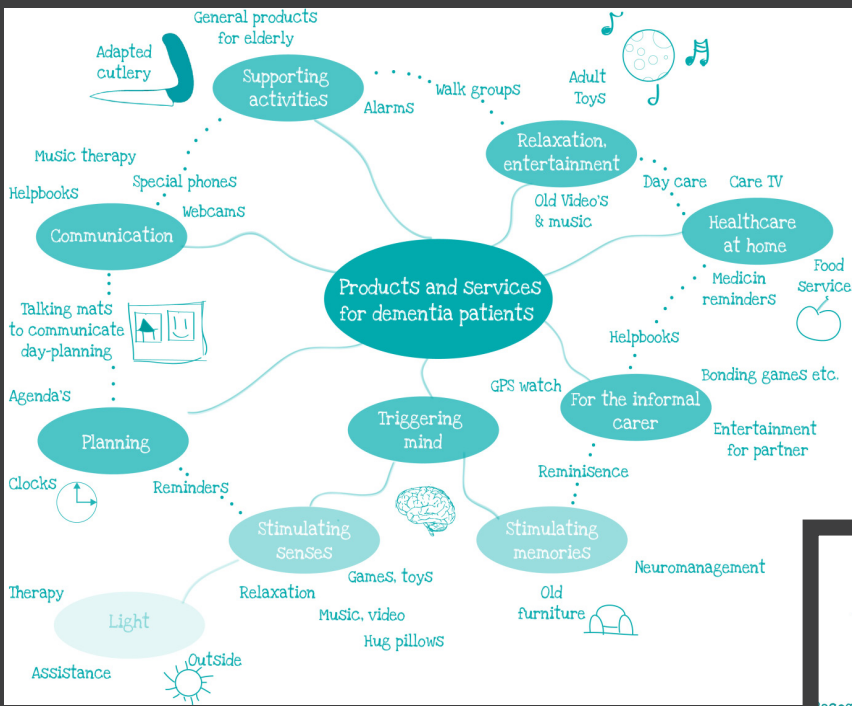 General products
for elderly
Adapted
cutlery
Supporting
activities
Alarms
Walk groups
Adult
Toys
Relaxation,
entertainment
Old Video's
& music
Music therapy
Special phones
Helpbooks
Webcams
Communication
Day care
Care TV
Healthcare
at home
Medicin
reminders
Food
service
Products and services
for dementia patients
Talking mats
to communicate
day-planning
Helpbooks
Agenda's
Planning
Clocks
Reminders
Triggering
mind
GPS watch
For the informal
carer
Bonding games etc.
Entertainment
for partner
Reminisence
Stimulating
senses
Stimulating
memories
Relaxation
Games, toys
Music, video
Hug pillows
Old
furniture
Neuromanagement
Therapy
Light
Assistance
Outside